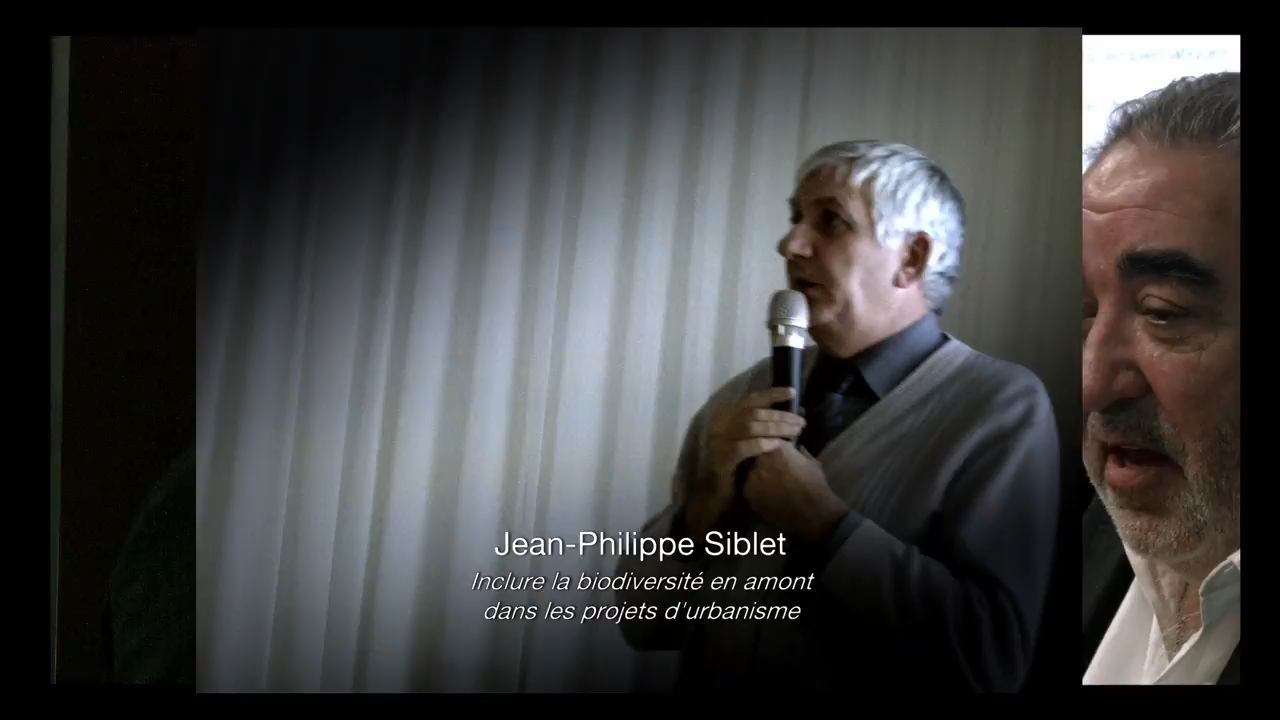 Jean-Philippe Siblet
Inclure la biodiversité en amont
dans les projets d'urbanisme